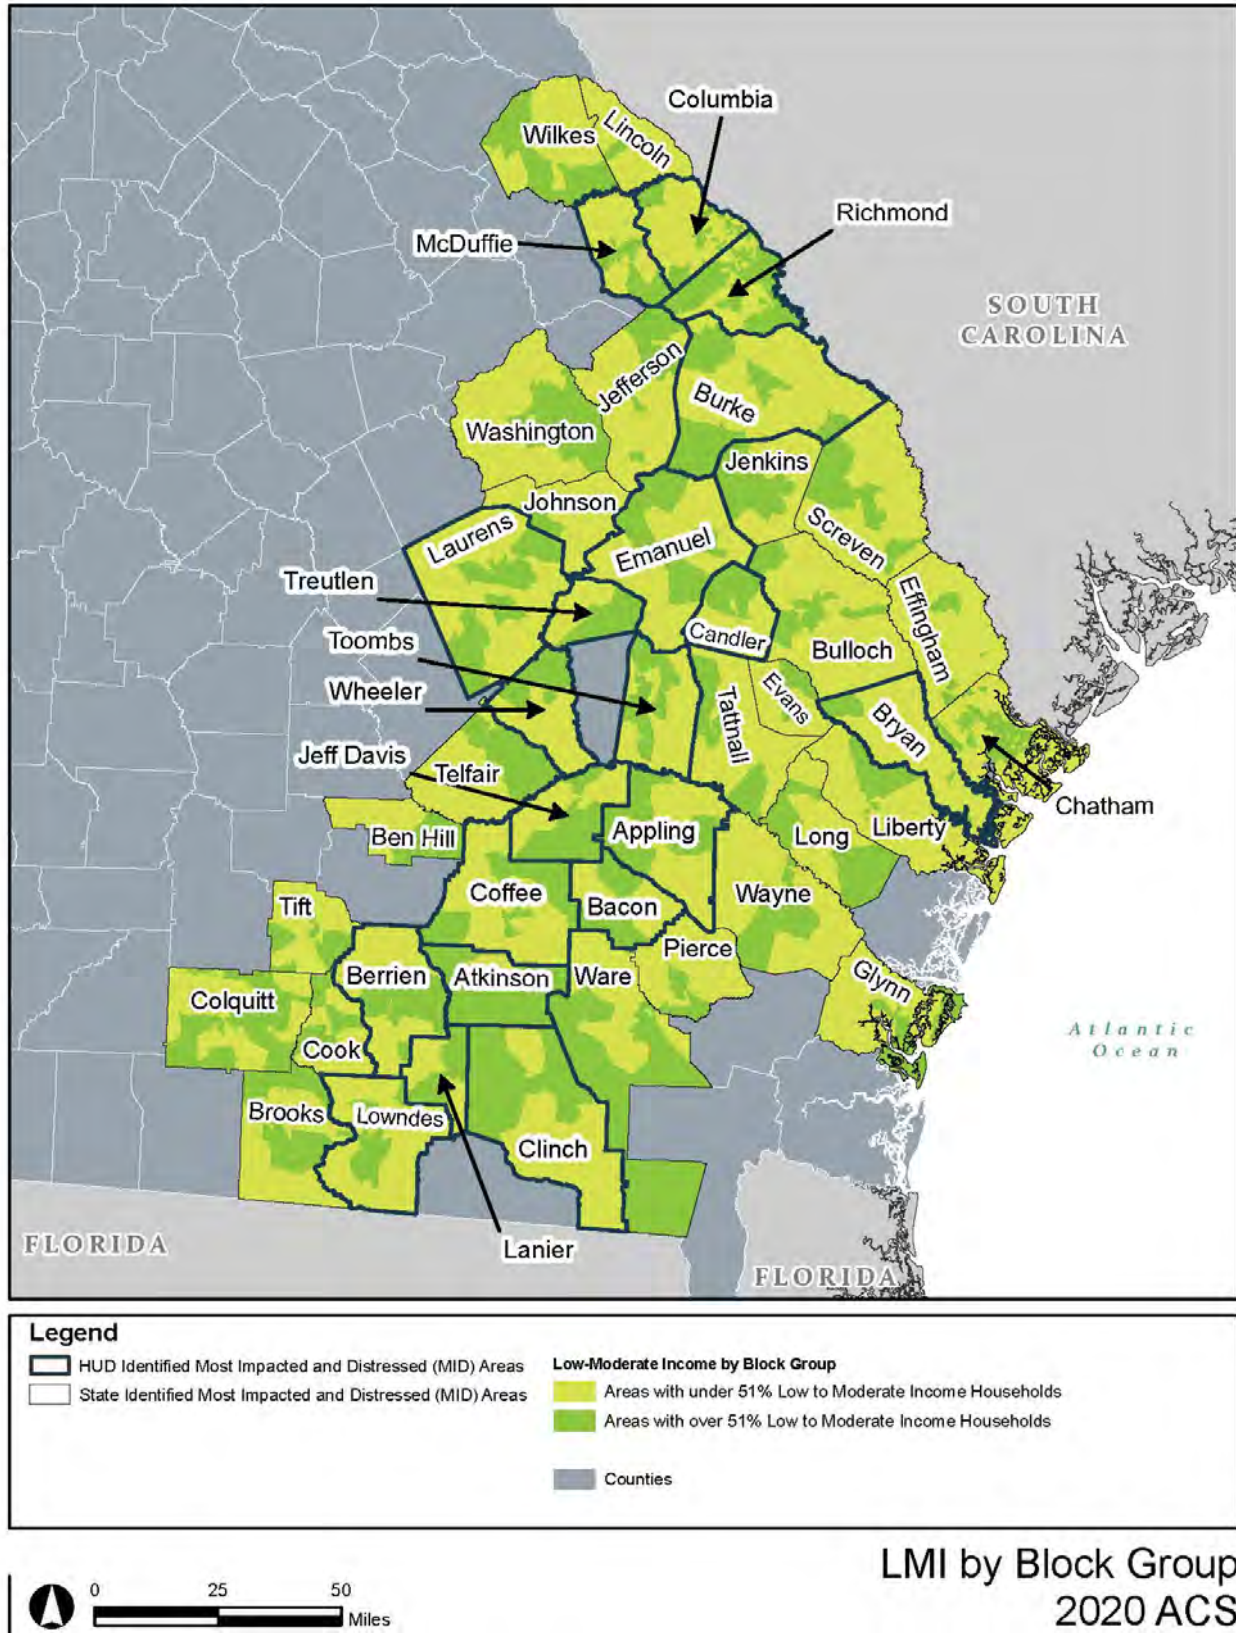 Columbia
Wilkes
Lincoln
Richmond
McDuffie
SOUTH
CAROLINA
Jefferson
Burke
Washington
Jenkins
Johnson
Laurens
Screven
Emanuel
Treutlen
Effingham
Toombs
Candler
Bulloch
Wheeler
Evans
Tattnall
Bryan
Jeff Davis
Telfair
Chatham
Ben Hill
Appling
Long
Liberty
Tift
Coffee
Bacon
Wayne
Pierce
Berrien
Atkinson
Ware
Glynn
Colquitt
Atlantic
Ocean
Cook
Brooks
Lowndes
Clinch
Lanier
FLORIDA
FLORIDA
Legend
HUD Identified Most Impacted and Distressed (MID) Areas
State Identified Most Impacted and Distressed (MID) Areas
Low-Moderate Income by Block Group
Areas with under 51% Low to Moderate Income Households
Areas with over 51% Low to Moderate Income Households
Counties
LMI by Block Group
2020 ACS
0 25 50
Miles